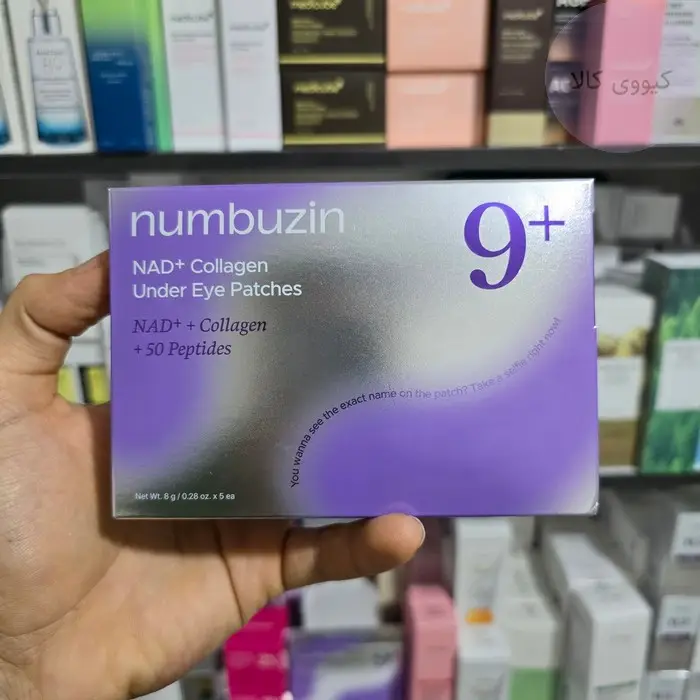 کیووی کالا
numbuzin
9+
NAD+ Collagen
Under Eye Patches
NAD+ + Collagen
+ 50 Peptides
You wanna see the exact name on the patch? Take a selfie right now!
Net Wt. 8 g / 0.28 oz. x 5 ea